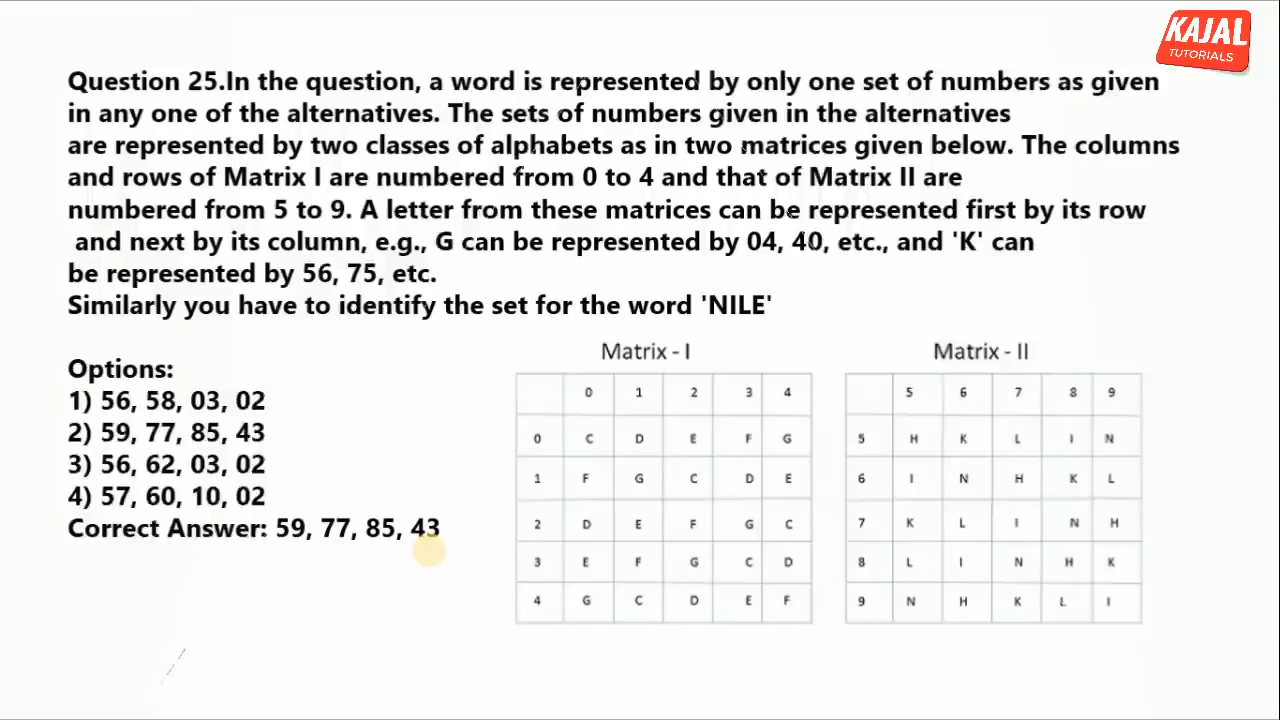 KAJAL
TUTORIALS
Question 25.In the question, a word is represented by only one set of numbers as given
in any one of the alternatives. The sets of numbers given in the alternatives
are represented by two classes of alphabets as in two matrices given below. The columns
and rows of Matrix I are numbered from 0 to 4 and that of Matrix II are
numbered from 5 to 9. A letter from these matrices can be represented first by its row
and next by its column, e.g., G can be represented by 04, 40, etc., and 'K' can
be represented by 56, 75, etc.
Similarly you have to identify the set for the word 'NILE'
Options:
1) 56, 58, 03, 02
2) 59, 77, 85, 43
3) 56, 62, 03, 02
4) 57, 60, 10, 02
Correct Answer: 59, 77, 85, 43
Matrix - I
0 1 2 3 4
0 C D E F G
1 F G C D E
2 D E F G C
3 E F G C D
4 G C D E F
Matrix - II
5 6 7 8 9
5 H K L I N
6 I N H K L
7 K L I N H
8 L I N H K
9 N H K L I